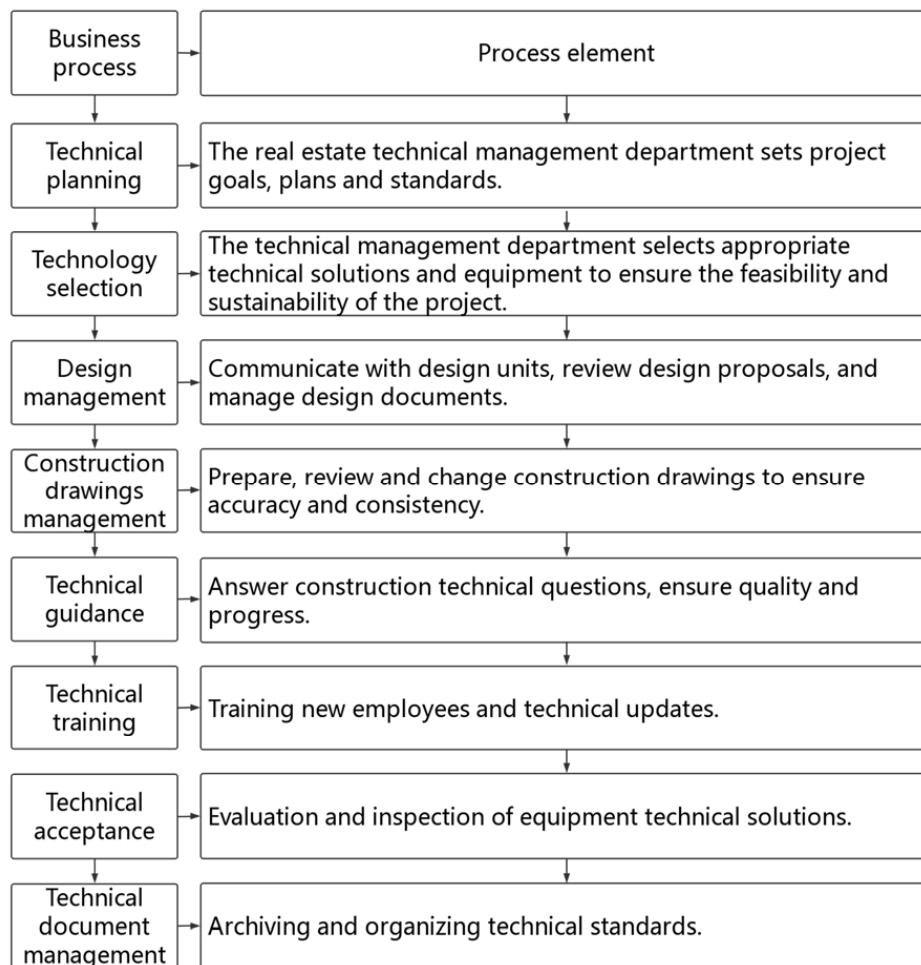 Business
process
Process element
Technical
planning
The real estate technical management department sets project
goals, plans and standards.
Technology
selection
The technical management department selects appropriate
technical solutions and equipment to ensure the feasibility and
sustainability of the project.
Design
management
Communicate with design units, review design proposals, and
manage design documents.
Construction
drawings
management
Prepare, review and change construction drawings to ensure
accuracy and consistency.
Technical
guidance
Answer construction technical questions, ensure quality and
progress.
Technical
training
Training new employees and technical updates.
Technical
acceptance
Evaluation and inspection of equipment technical solutions.
Technical
document
management
Archiving and organizing technical standards.